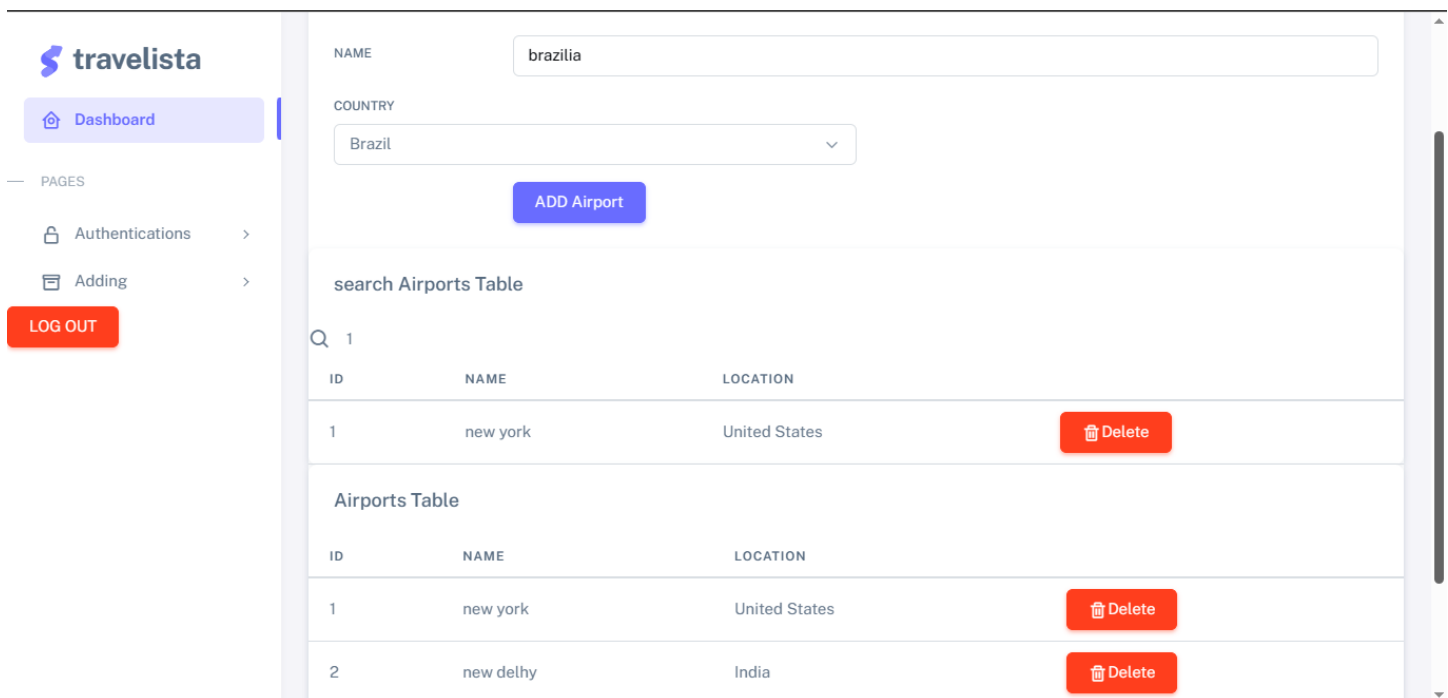 travelista
Dashboard
PAGES
Authentications
Adding
LOG OUT
NAME
brazilia
COUNTRY
Brazil
ADD Airport
search Airports Table
1
ID NAME LOCATION
1 new york United States Delete
Airports Table
ID NAME LOCATION
1 new york United States Delete
2 new delhy India Delete